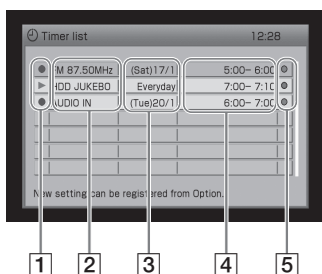 Timer list 12:28
M 87.50MHz (Sat)17/1 5:00– 6:00
HDD JUKEBO Everyday 7:00– 7:10
AUDIO IN (Tue)20/1 6:00– 7:00
New setting can be registered from Option.
1 2 3 4 5